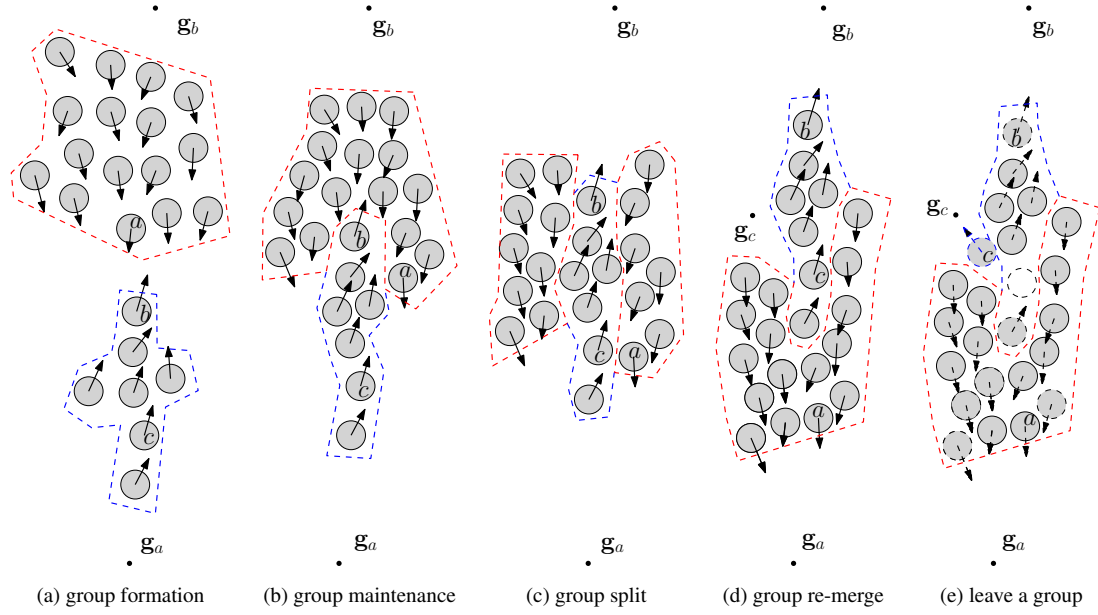 g_b g_b g_b g_b g_b
b b
a b b
g_c g_c
b c c
a
b c a a a
c
g_a g_a g_a g_a g_a
(a) group formation (b) group maintenance (c) group split (d) group re-merge (e) leave a group